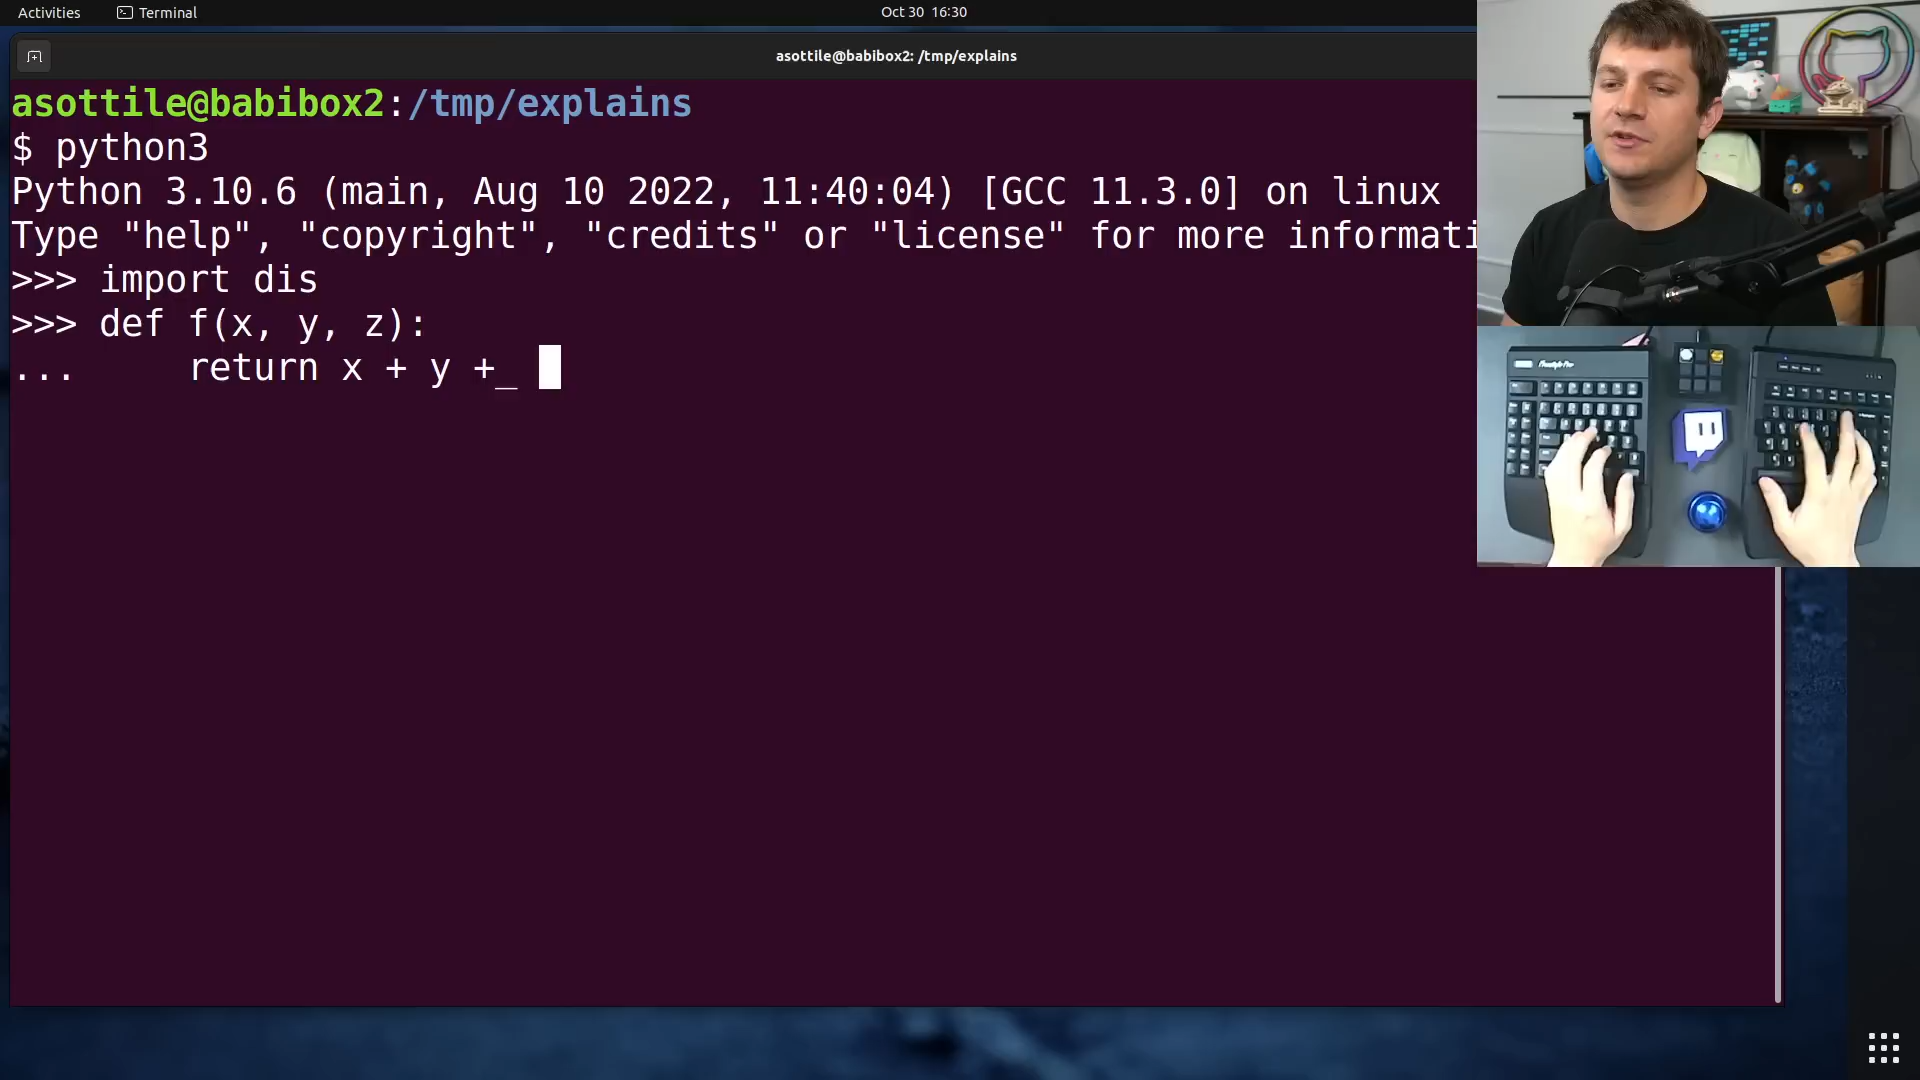 Activities
Terminal
Oct 30 16:30
asottile@babibox2: /tmp/explains
asottile@babibox2:/tmp/explains
$ python3
Python 3.10.6 (main, Aug 10 2022, 11:40:04) [GCC 11.3.0] on linux
Type "help", "copyright", "credits" or "license" for more informati
>>> import dis
>>> def f(x, y, z):
...     return x + y +_
Freestyle Pro